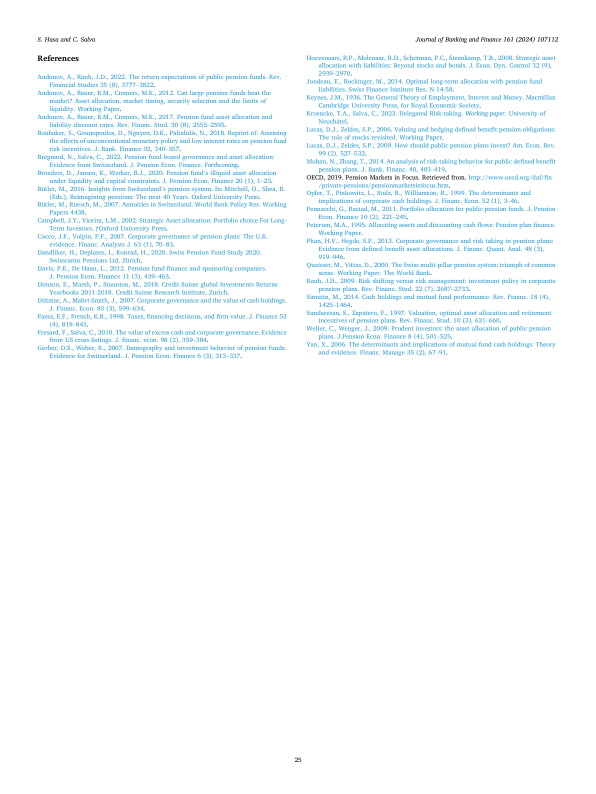 S. Hasa and C. Salva
Journal of Banking and Finance 161 (2024) 107112
References
Andonov, A., Rauh, J.D., 2022. The return expectations of public pension funds. Rev.
Financial Studies 35 (8), 3777–3822.
Andonov, A., Bauer, R.M., Cremers, M.K., 2012. Can large pension funds beat the
market? Asset allocation, market timing, security selection and the limits of
liquidity. Working Paper.
Andonov, A., Bauer, R.M., Cremers, M.K., 2017. Pension fund asset allocation and
liability discount rates. Rev. Financ. Stud. 30 (8), 2555–2595.
Boubaker, S., Gounopoulos, D., Nguyen, D.K., Paltalidis, N., 2018. Reprint of: Assessing
the effects of unconventional monetary policy and low interest rates on pension fund
risk incentives. J. Bank. Finance 92, 340–357.
Bregnard, N., Salva, C., 2022. Pension fund board governance and asset allocation:
Evidence from Switzerland. J. Pension Econ. Finance. Forthcoming.
Broeders, D., Jansen, K., Werker, B.J., 2020. Pension fund's illiquid asset allocation
under liquidity and capital constraints. J. Pension Econ. Finance 20 (1), 1–23.
Bütler, M., 2016. Insights from Switzerland's pension system. In: Mitchell, O., Shea, R.
(Eds.), Reimagining pensions: The next 40 Years. Oxford University Press.
Bütler, M., Ruesch, M., 2007. Annuities in Switzerland. World Bank Policy Res. Working
Papers 4438.
Campbell, J.Y., Viceira, L.M., 2002. Strategic Asset allocation: Portfolio choice For Long-
Term Investors. ?Oxford University Press.
Cocco, J.F., Volpin, P.F., 2007. Corporate governance of pension plans: The U.K.
evidence. Financ. Analysts J. 63 (1), 70–83.
Dandliker, H., Deplazes, I., Konrad, H., 2020. Swiss Pension Fund Study 2020.
Swisscanto Pensions Ltd, Zürich.
Davis, P.E., De Haan, L., 2012. Pension fund finance and sponsoring companies.
J. Pension Econ. Finance 11 (3), 439–463.
Dimson, E., Marsh, P., Staunton, M., 2018. Credit Suisse global Investments Returns
Yearbooks 2011-2018. Credit Suisse Research Institute, Zurich.
Dittmar, A., Mahrt-Smith, J., 2007. Corporate governance and the value of cash holdings.
J. Financ. Econ. 83 (3), 599–634.
Fama, E.F., French, K.R., 1998. Taxes, financing decisions, and firm value. J. Finance 53
(4), 819–843.
Fresard, F., Salva, C., 2010. The value of excess cash and corporate governance: Evidence
from US cross-listings. J. financ. econ. 98 (2), 359–384.
Gerber, D.S., Weber, R., 2007. Demography and investment behavior of pension funds:
Evidence for Switzerland. J. Pension Econ. Finance 6 (3), 313–337.
Hoevenaars, R.P., Molenaar, R.D., Schotman, P.C., Steenkamp, T.B., 2008. Strategic asset
allocation with liabilities: Beyond stocks and bonds. J. Econ. Dyn. Control 32 (9),
2939–2970.
Jondeau, E., Rockinger, M., 2014. Optimal long-term allocation with pension fund
liabilities. Swiss Finance Institute Res. N 14-58.
Keynes, J.M., 1936. The General Theory of Employment, Interest and Money. Macmillan
Cambridge University Press, for Royal Economic Society.
Kroencke, T.A., Salva, C., 2023. Delegated Risk-taking. Working paper. University of
Neuchatel.
Lucas, D.J., Zeldes, S.P., 2006. Valuing and hedging defined benefit pension obligations:
The role of stocks revisited. Working Paper.
Lucas, D.J., Zeldes, S.P., 2009. How should public pension plans invest? Am. Econ. Rev.
99 (2), 527–532.
Mohan, N., Zhang, T., 2014. An analysis of risk-taking behavior for public defined benefit
pension plans. J. Bank. Financ. 40, 403–419.
OECD, 2019. Pension Markets in Focus. Retrieved from, http://www.oecd.org/daf/fin
/private-pensions/pensionmarketsinfocus.htm.
Opler, T., Pinkowitz, L., Stulz, R., Williamson, R., 1999. The determinants and
implications of corporate cash holdings. J. Financ. Econ. 52 (1), 3–46.
Pennacchi, G., Rastad, M., 2011. Portfolio allocation for public pension funds. J. Pension
Econ. Finance 10 (2), 221–245.
Petersen, M.A., 1995. Allocating assets and discounting cash flows: Pension plan finance.
Working Paper.
Phan, H.V., Hegde, S.P., 2013. Corporate governance and risk taking in pension plans:
Evidence from defined benefit asset allocations. J. Financ. Quant. Anal. 48 (3),
919–946.
Queisser, M., Vittas, D., 2000. The Swiss multi-pillar pension system: triumph of common
sense. Working Paper. The World Bank.
Rauh, J.D., 2009. Risk shifting versus risk management: investment policy in corporate
pension plans. Rev. Financ. Stud. 22 (7), 2687–2733.
Simutin, M., 2014. Cash holdings and mutual fund performance. Rev. Financ. 18 (4),
1425–1464.
Sundaresan, S., Zapatero, F., 1997. Valuation, optimal asset allocation and retirement
incentives of pension plans. Rev. Financ. Stud. 10 (3), 631–660.
Weller, C., Wenger, J., 2009. Prudent investors: the asset allocation of public pension
plans. J.Pension Econ. Finance 8 (4), 501–525.
Yan, X., 2006. The determinants and implications of mutual fund cash holdings: Theory
and evidence. Financ. Manage 35 (2), 67–91.
25